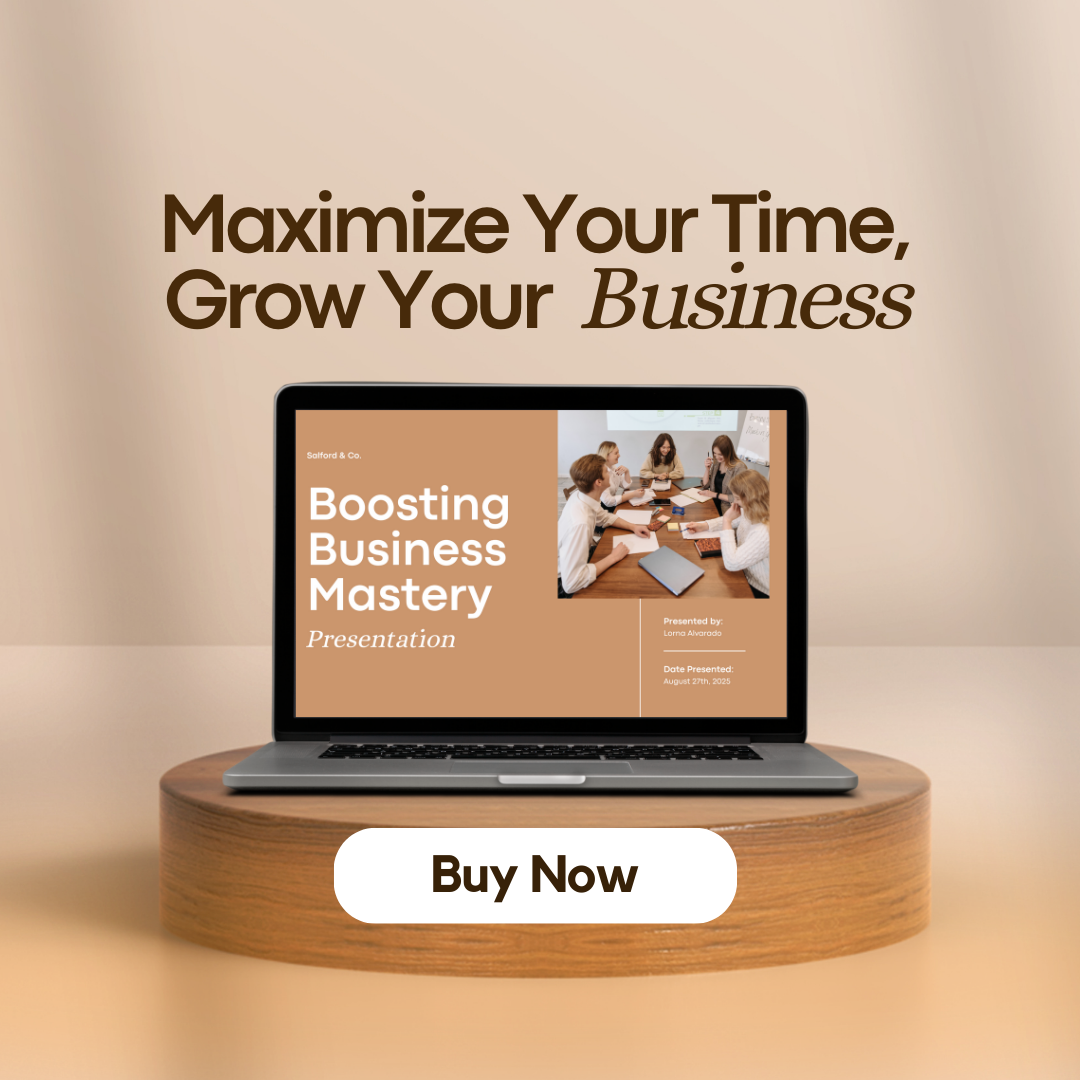 Maximize Your Time,
Grow Your Business
Salford & Co.
Boosting
Business
Mastery
Presentation
Presented by:
Lorna Alvarado
Date Presented:
August 27th, 2025
Buy Now